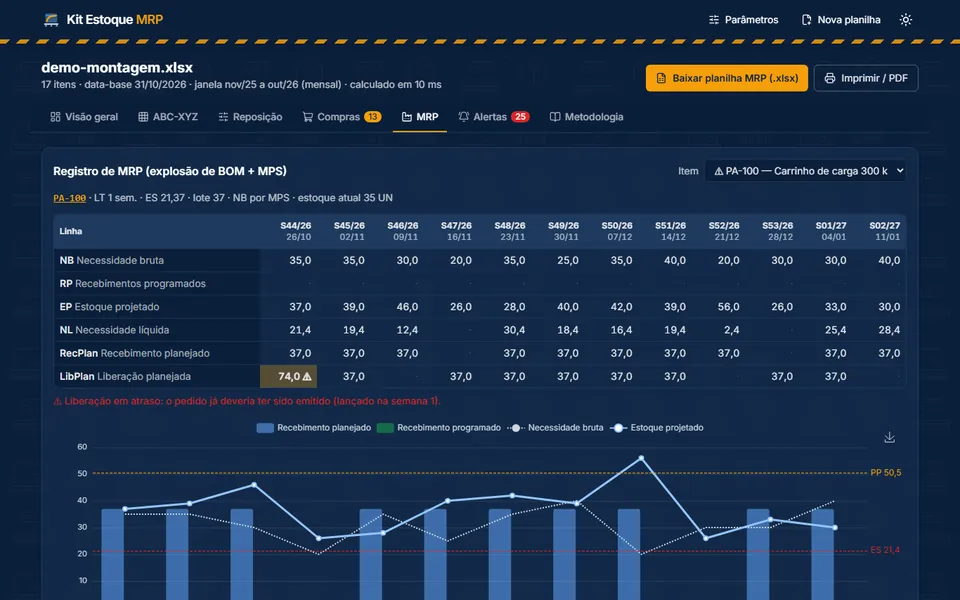 Kit Estoque MRP
Parâmetros
Nova planilha
demo-montagem.xlsx
17 itens · data-base 31/10/2026 · janela nov/25 a out/26 (mensal) · calculado em 10 ms
Baixar planilha MRP (.xlsx)
Imprimir / PDF
Visão geral
ABC-XYZ
Reposição
Compras 13
MRP
Alertas 25
Metodologia
Registro de MRP (explosão de BOM + MPS)
Item
⚠ PA-100 — Carrinho de carga 300 k
PA-100 · LT 1 sem. · ES 21,37 · lote 37 · NB por MPS · estoque atual 35 UN
Linha S44/26 S45/26 S46/26 S47/26 S48/26 S49/26 S50/26 S51/26 S52/26 S53/26 S01/27 S02/27
26/10 02/11 09/11 16/11 23/11 30/11 07/12 14/12 21/12 28/12 04/01 11/01
NB Necessidade bruta 35,0 35,0 30,0 20,0 35,0 25,0 35,0 40,0 20,0 30,0 30,0 40,0
RP Recebimentos programados · · · · · · · · · · · ·
EP Estoque projetado 37,0 39,0 46,0 26,0 28,0 40,0 42,0 39,0 56,0 26,0 33,0 30,0
NL Necessidade líquida 21,4 19,4 12,4 · 30,4 18,4 16,4 19,4 2,4 · 25,4 28,4
RecPlan Recebimento planejado 37,0 37,0 37,0 · 37,0 37,0 37,0 37,0 37,0 · 37,0 37,0
LibPlan Liberação planejada 74,0 ⚠ 37,0 · 37,0 37,0 37,0 37,0 37,0 · 37,0 37,0 ·
⚠ Liberação em atraso: o pedido já deveria ter sido emitido (lançado na semana 1).
Recebimento planejado
Recebimento programado
Necessidade bruta
Estoque projetado
60
50
PP 50,5
40
30
20
ES 21,4
10